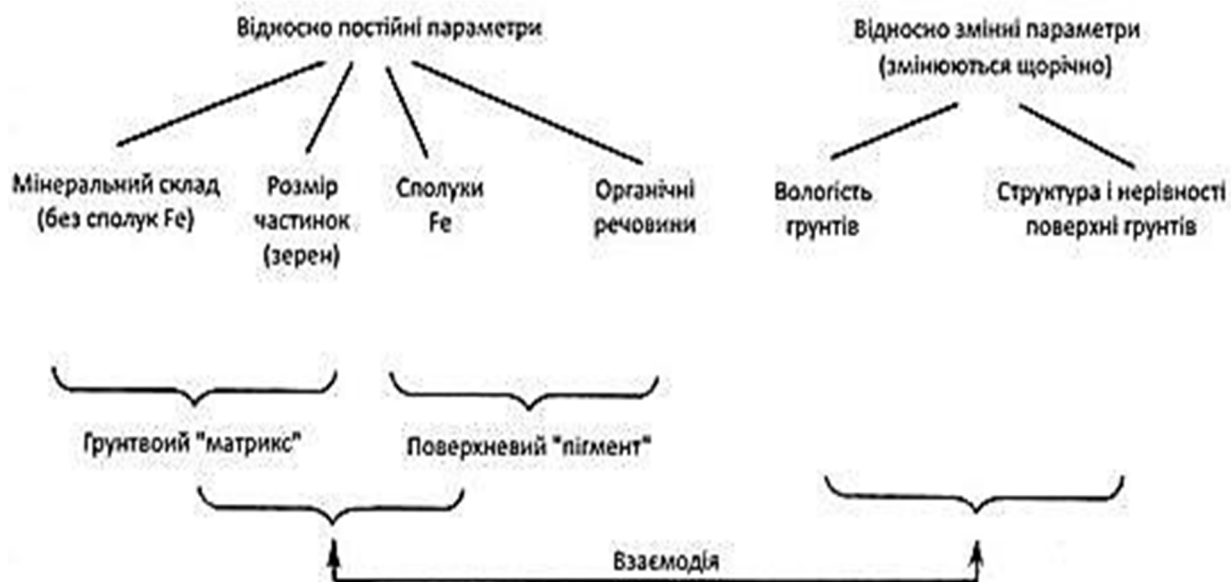 Відносно постійні параметри
Відносно змінні параметри
(змінюються щорічно)
Мінеральний склад
(без сполук Fe)
Розмір
частинок
(зерен)
Сполуки
Fe
Органічні
речовини
Вологість
грунтів
Структура і нерівності
поверхні грунтів
Грунтвоий "матрикс"
Поверхневий "пігмент"
Взаємодія